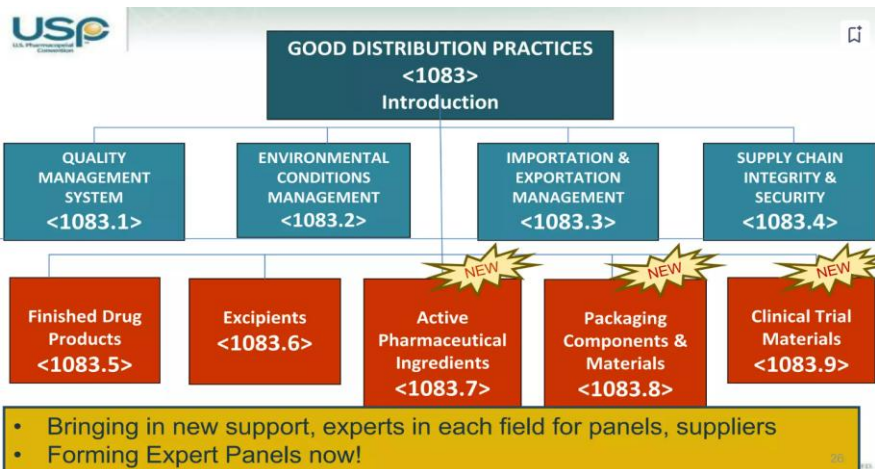 USP
U.S. Pharmacopeial
Convention
GOOD DISTRIBUTION PRACTICES
<1083>
Introduction
QUALITY
MANAGEMENT
SYSTEM
<1083.1>
ENVIRONMENTAL
CONDITIONS
MANAGEMENT
<1083.2>
IMPORTATION &
EXPORTATION
MANAGEMENT
<1083.3>
SUPPLY CHAIN
INTEGRITY &
SECURITY
<1083.4>
Finished Drug
Products
<1083.5>
Excipients
<1083.6>
NEW
Active
Pharmaceutical
Ingredients
<1083.7>
NEW
Packaging
Components &
Materials
<1083.8>
NEW
Clinical Trial
Materials
<1083.9>
• Bringing in new support, experts in each field for panels, suppliers
• Forming Expert Panels now!
26